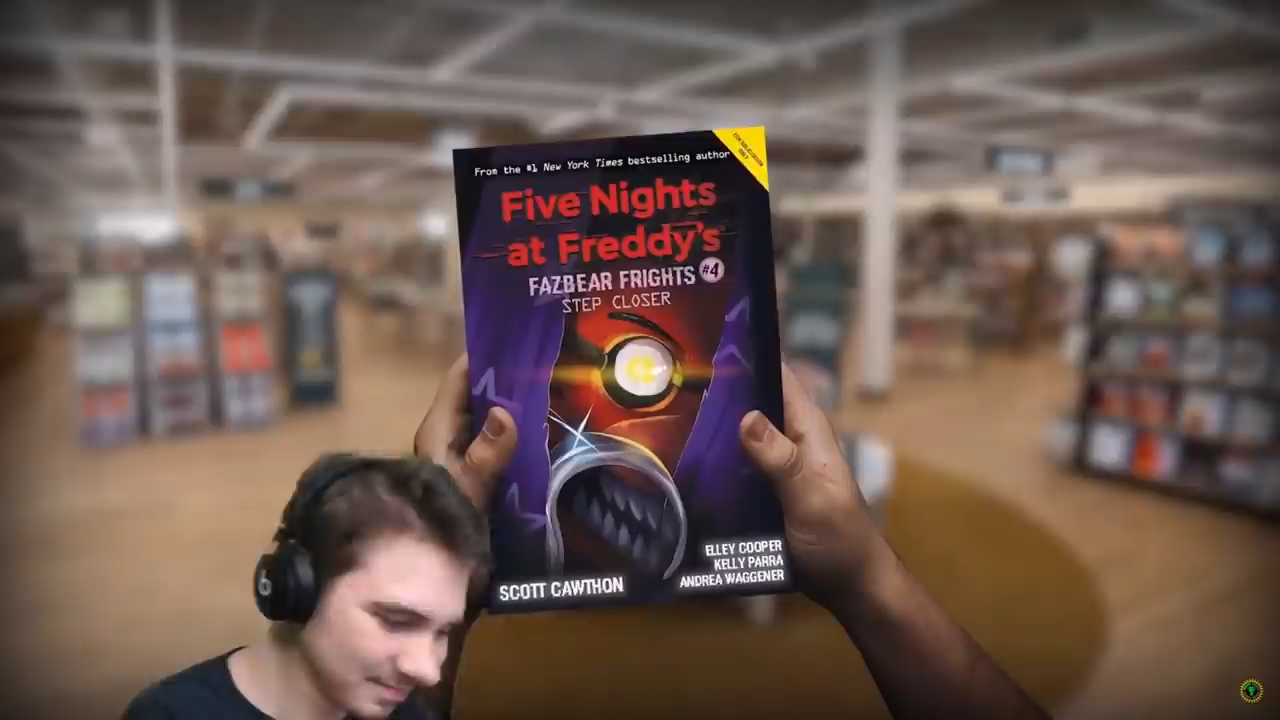 From the #1 New York Times bestselling author
Five Nights
at Freddy's
FAZBEAR FRIGHTS #4
STEP CLOSER
ELLEY COOPER
KELLY PARRA
ANDREA WAGGENER
SCOTT CAWTHON